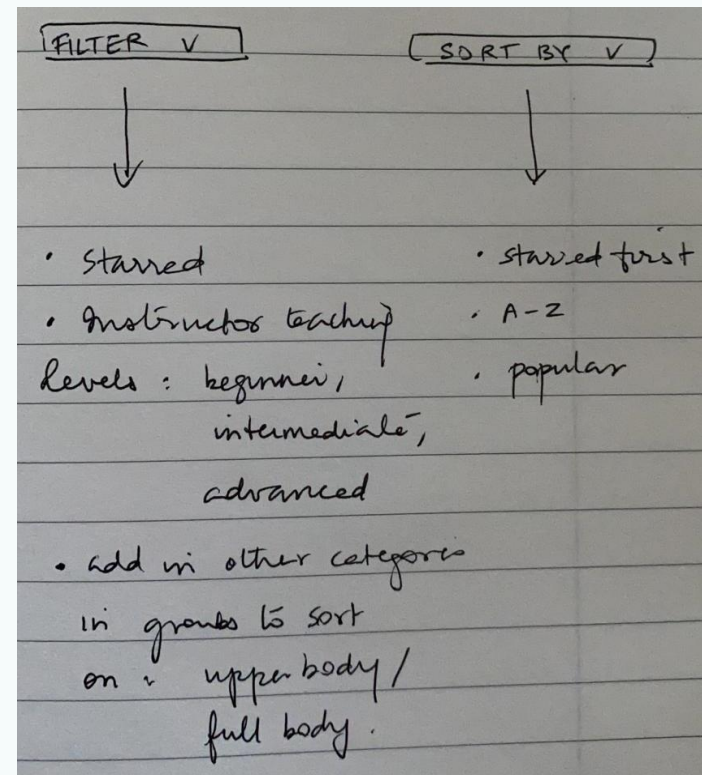 FILTER V
• Starred
• Instructor teaching
levels : beginner,
intermediate,
advanced
• add in other categories
in groups to sort
on : upper body /
full body.
SORT BY V
• starred first
• A-Z
• popular